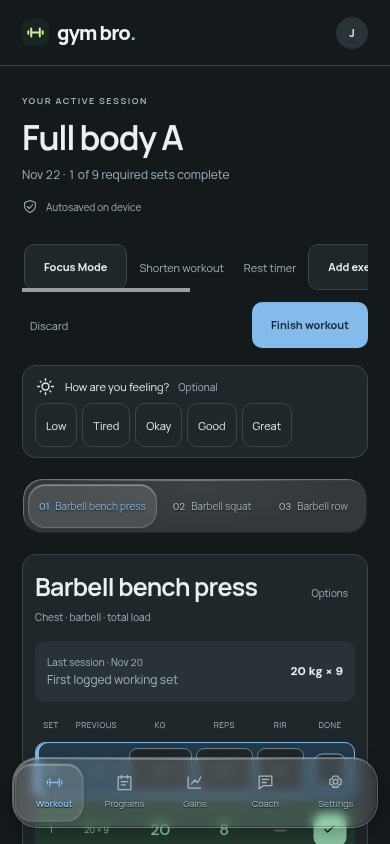 gym bro.
J
YOUR ACTIVE SESSION
Full body A
Nov 22 · 1 of 9 required sets complete
Autosaved on device
Focus Mode Shorten workout Rest timer Add exe
Discard Finish workout
How are you feeling? Optional
Low Tired Okay Good Great
01 Barbell bench press 02 Barbell squat 03 Barbell row
Barbell bench press
Options
Chest · barbell · total load
Last session · Nov 20
First logged working set
20 kg × 9
SET PREVIOUS KG REPS RIR DONE
Workout Programs Gains Coach Settings
1 20 × 9 20 8 —